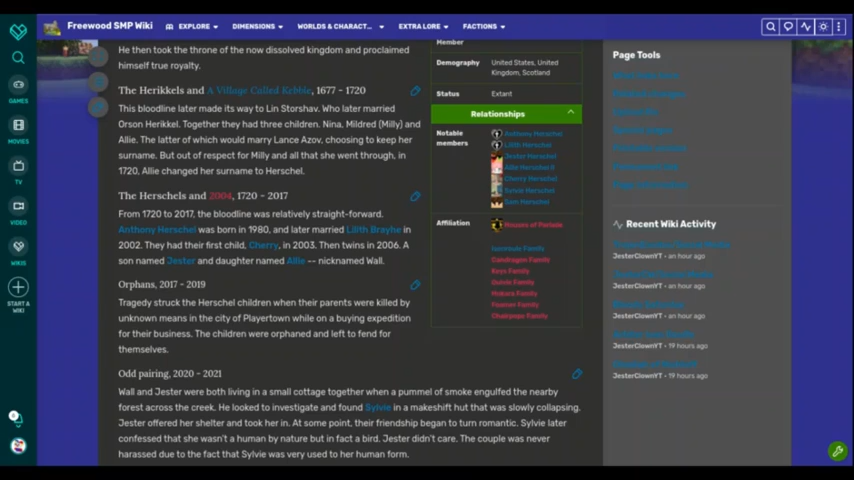 Freewood SMP Wiki
EXPLORE
DIMENSIONS
WORLDS & CHARACT...
EXTRA LORE
FACTIONS
GAMES
MOVIES
TV
VIDEO
WIKIS
START A
WIKI
He then took the throne of the now dissolved kingdom and proclaimed
himself true royalty.
The Herikkels and A Village Called Kebble, 1677 - 1720
This bloodline later made its way to Lin Storshav. Who later married
Orson Herikkel. Together they had three children. Nina, Mildred (Milly) and
Allie. The latter of which would marry Lance Azov, choosing to keep her
surname. But out of respect for Milly and all that she went through, in
1720, Allie changed her surname to Herschel.
The Herschels and 2004, 1720 - 2017
From 1720 to 2017, the bloodline was relatively straight-forward.
Anthony Herschel was born in 1980, and later married Lilith Brayhe in
2002. They had their first child, Cherry, in 2003. Then twins in 2006. A
son named Jester and daughter named Allie -- nicknamed Wall.
Orphans, 2017 - 2019
Tragedy struck the Herschel children when their parents were killed by
unknown means in the city of Playertown while on a buying expedition
for their business. The children were orphaned and left to fend for
themselves.
Odd pairing, 2020 - 2021
Wall and Jester were both living in a small cottage together when a pummel of smoke engulfed the nearby
forest across the creek. He looked to investigate and found Sylvie in a makeshift hut that was slowly collapsing.
Jester offered her shelter and took her in. At some point, their friendship began to turn romantic. Sylvie later
confessed that she wasn't a human by nature but in fact a bird. Jester didn't care. The couple was never
harassed due to the fact that Sylvie was very used to her human form.
Member
Demography
United States, United
Kingdom, Scotland
Status
Extant
Relationships
Notable
members
Anthony Herschel
Lilith Herschel
Jester Herschel
Allie Herschel II
Cherry Herschel
Sylvie Herschel
Sam Herschel
Affiliation
Family
Family
Keys Family
Family
Family
Family
Family
Page Tools
Recent Wiki Activity
JesterClownYT • an hour ago
JesterClownYT • an hour ago
JesterClownYT • an hour ago
JesterClownYT • 19 hours ago
JesterClownYT • 19 hours ago